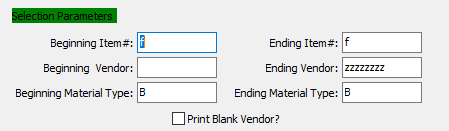 Selection Parameters
Beginning Item#: f Ending Item#: f
Beginning Vendor: Ending Vendor: zzzzzzzz
Beginning Material Type: B Ending Material Type: B
Print Blank Vendor?